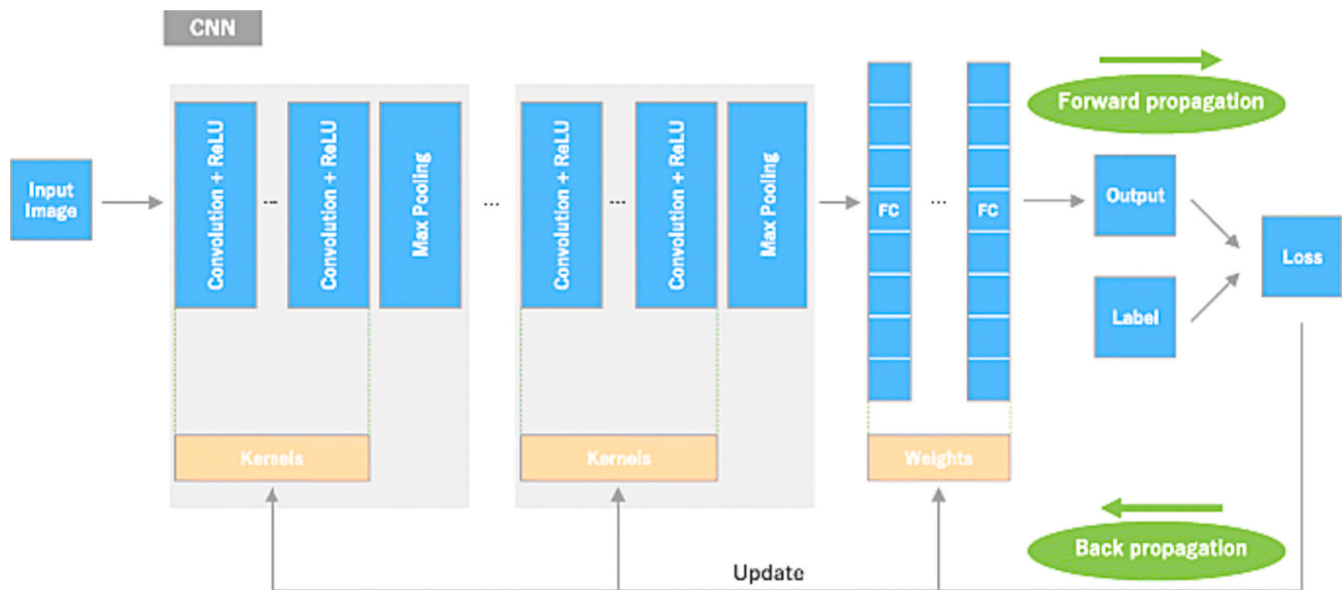 CNN
Forward propagation
Input
Image
Convolution + ReLU
...
Convolution + ReLU
Max Pooling
...
Convolution + ReLU
...
Convolution + ReLU
Max Pooling
FC
...
FC
Output
Label
Loss
Kernels
Kernels
Weights
Back propagation
Update